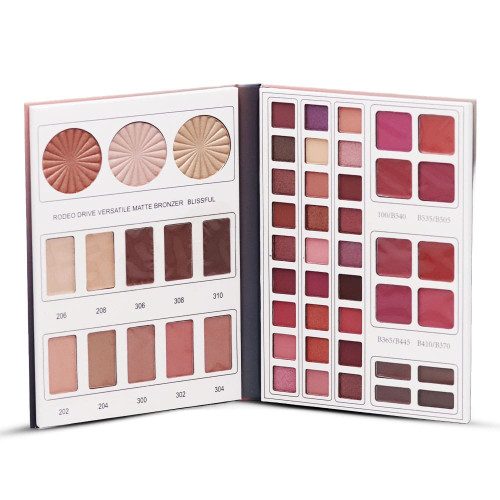 RODEO DRIVE VERSATILE MATTE BRONZER BLISSFUL
206 208 306 308 310
202 204 300 302 304
100/B540 B535/B505
B365/B445 B410/B370